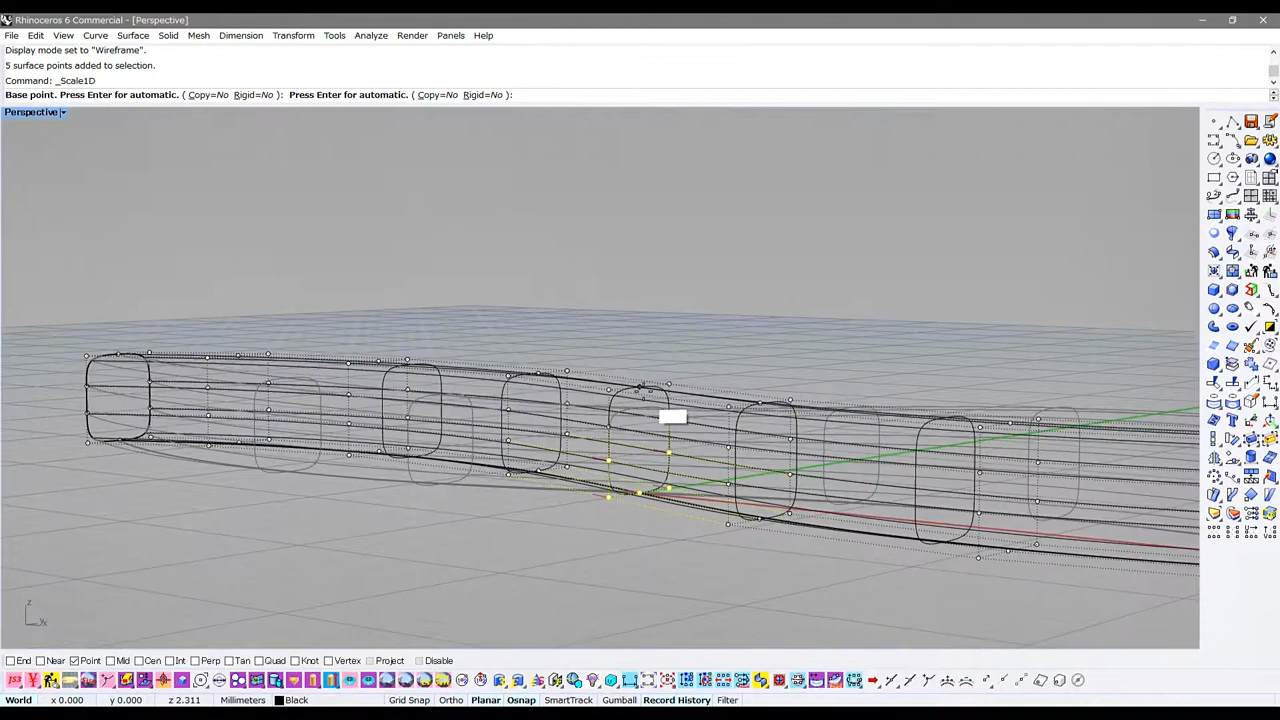 Rhinoceros 6 Commercial - [Perspective]
File Edit View Curve Surface Solid Mesh Dimension Transform Tools Analyze Render Panels Help
Display mode set to "Wireframe".
5 surface points added to selection.
Command: _Scale1D
Base point. Press Enter for automatic. ( Copy=No Rigid=No ): Press Enter for automatic. ( Copy=No Rigid=No ):
Perspective
z
End Near Point Mid Cen Int Perp Tan Quad Knot Vertex Project Disable
World x 0.000 y 0.000 z 2.311 Millimeters Black Grid Snap Ortho Planar Osnap SmartTrack Gumball Record History Filter